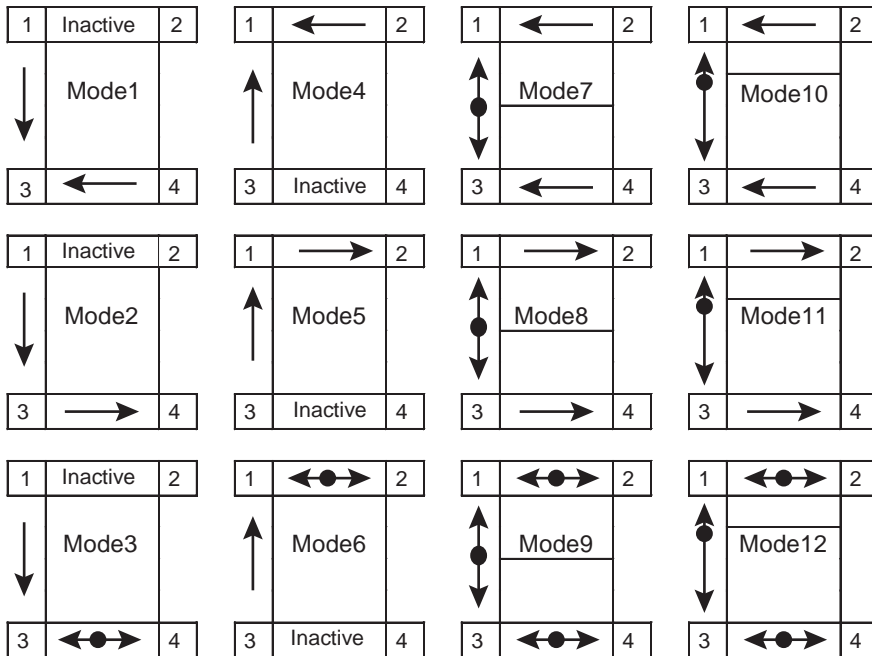 1 Inactive 2
Mode1
3 4
1 2
Mode4
3 Inactive 4
1 2
Mode7
3 4
1 2
Mode10
3 4
1 Inactive 2
Mode2
3 4
1 2
Mode5
3 Inactive 4
1 2
Mode8
3 4
1 2
Mode11
3 4
1 Inactive 2
Mode3
3 4
1 2
Mode6
3 Inactive 4
1 2
Mode9
3 4
1 2
Mode12
3 4